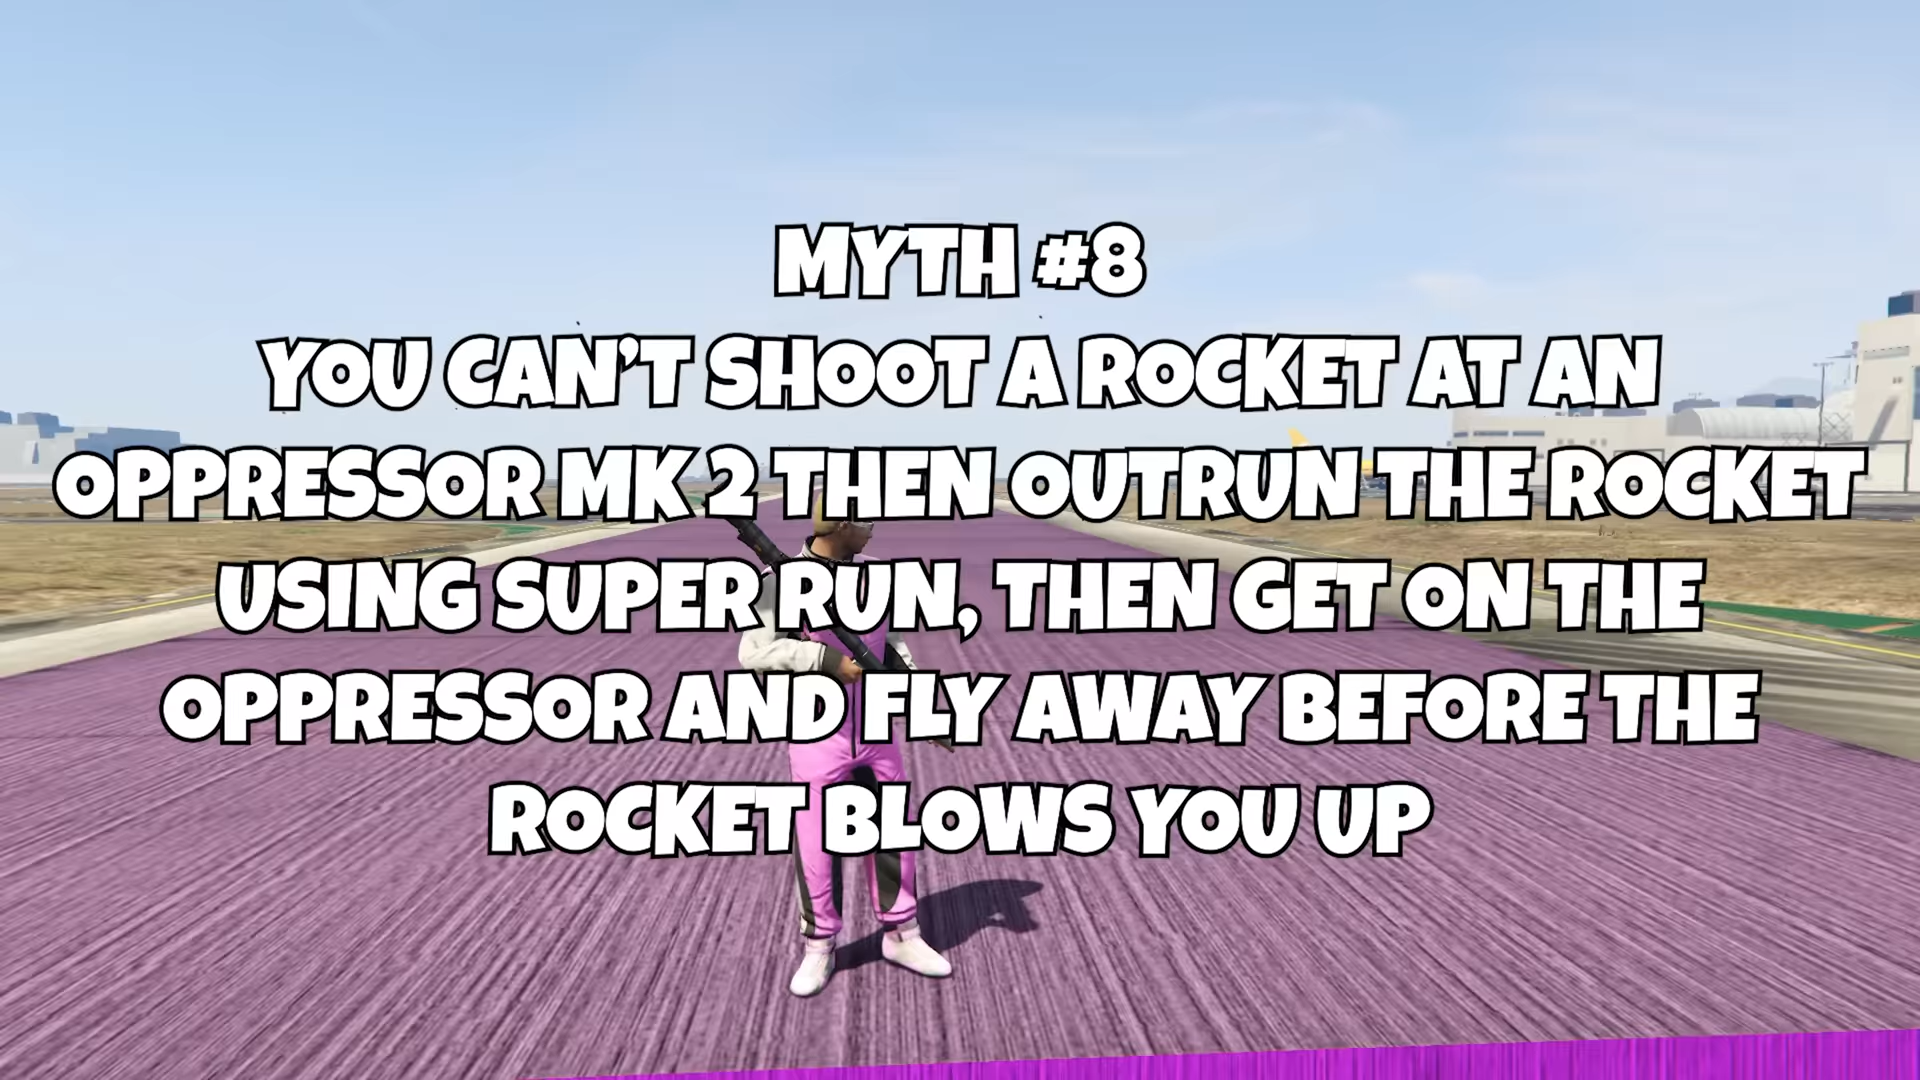 MYTH #8
YOU CAN'T SHOOT A ROCKET AT AN
OPPRESSOR MK 2 THEN OUTRUN THE ROCKET
USING SUPER RUN, THEN GET ON THE
OPPRESSOR AND FLY AWAY BEFORE THE
ROCKET BLOWS YOU UP